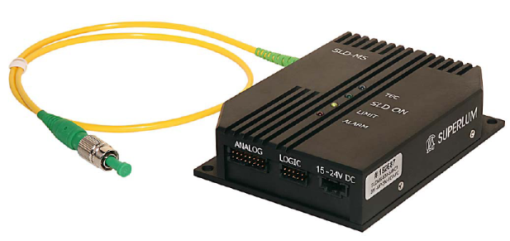 SLD-MS
TEC
SLD ON
LIMIT
ALARM
SUPERLUM
ANALOG
LOGIC
15-24V DC